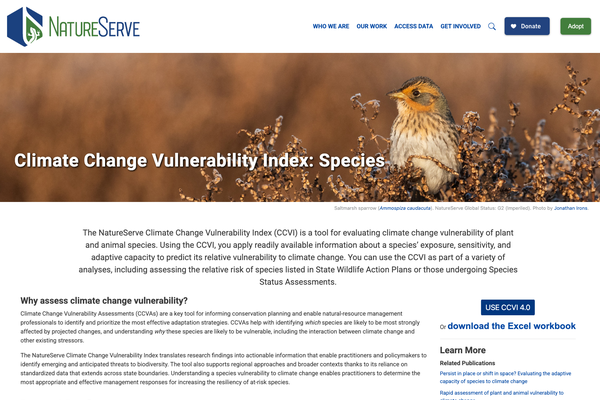 NATURESERVE
WHO WE ARE OUR WORK ACCESS DATA GET INVOLVED Donate Adopt
Climate Change Vulnerability Index: Species
Saltmarsh sparrow (Ammospiza caudacuta), NatureServe Global Status: G2 (Imperiled). Photo by Jonathan Irons.
The NatureServe Climate Change Vulnerability Index (CCVI) is a tool for evaluating climate change vulnerability of plant
and animal species. Using the CCVI, you apply readily available information about a species' exposure, sensitivity, and
adaptive capacity to predict its relative vulnerability to climate change. You can use the CCVI as part of a variety of
analyses, including assessing the relative risk of species listed in State Wildlife Action Plans or those undergoing Species
Status Assessments.
Why assess climate change vulnerability?
Climate Change Vulnerability Assessments (CCVAs) are a key tool for informing conservation planning and enable natural-resource management
professionals to identify and prioritize the most effective adaptation strategies. CCVAs help with identifying which species are likely to be most strongly
affected by projected changes, and understanding why these species are likely to be vulnerable, including the interaction between climate change and
other existing stressors.
The NatureServe Climate Change Vulnerability Index translates research findings into actionable information that enable practitioners and policymakers to
identify emerging and anticipated threats to biodiversity. The tool also supports regional approaches and broader contexts thanks to its reliance on
standardized data that extends across state boundaries. Understanding a species vulnerability to climate change enables practitioners to determine the
most appropriate and effective management responses for increasing the resiliency of at-risk species.
USE CCVI 4.0
Or download the Excel workbook
Learn More
Related Publications
Persist in place or shift in space? Evaluating the
adaptive capacity of species to climate change
Rapid assessment of plant and animal vulnerability to
climate change